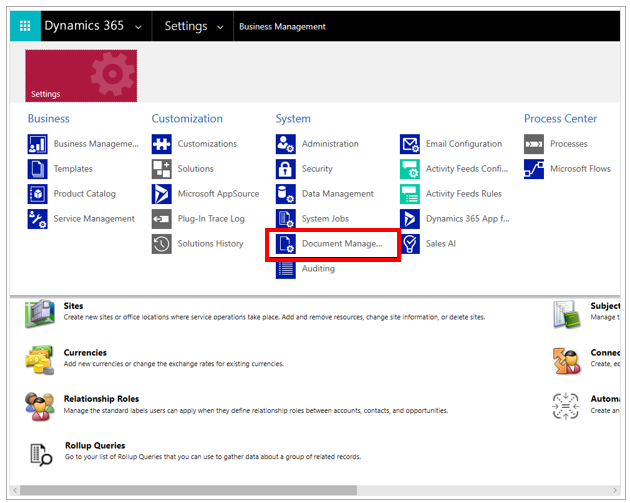 Dynamics 365
Settings
Business Management
Settings
Business
Business Manageme...
Templates
Product Catalog
Service Management
Customization
Customizations
Solutions
Microsoft AppSource
Plug-In Trace Log
Solutions History
System
Administration
Security
Data Management
System Jobs
Document Manage...
Auditing
Email Configuration
Activity Feeds Confi...
Activity Feeds Rules
Dynamics 365 App f...
Sales AI
Process Center
Processes
Microsoft Flows
Sites
Create new sites or office locations where service operations take place. Add and remove resources, change site information, or delete sites.
Currencies
Add new currencies or change the exchange rates for existing currencies.
Relationship Roles
Manage the standard labels users can apply when they define relationship roles between accounts, contacts, and opportunities.
Rollup Queries
Go to your list of Rollup Queries that you can use to gather data about a group of related records.
Subject
Manage t
Connec
Create, ec
Automa
Create an